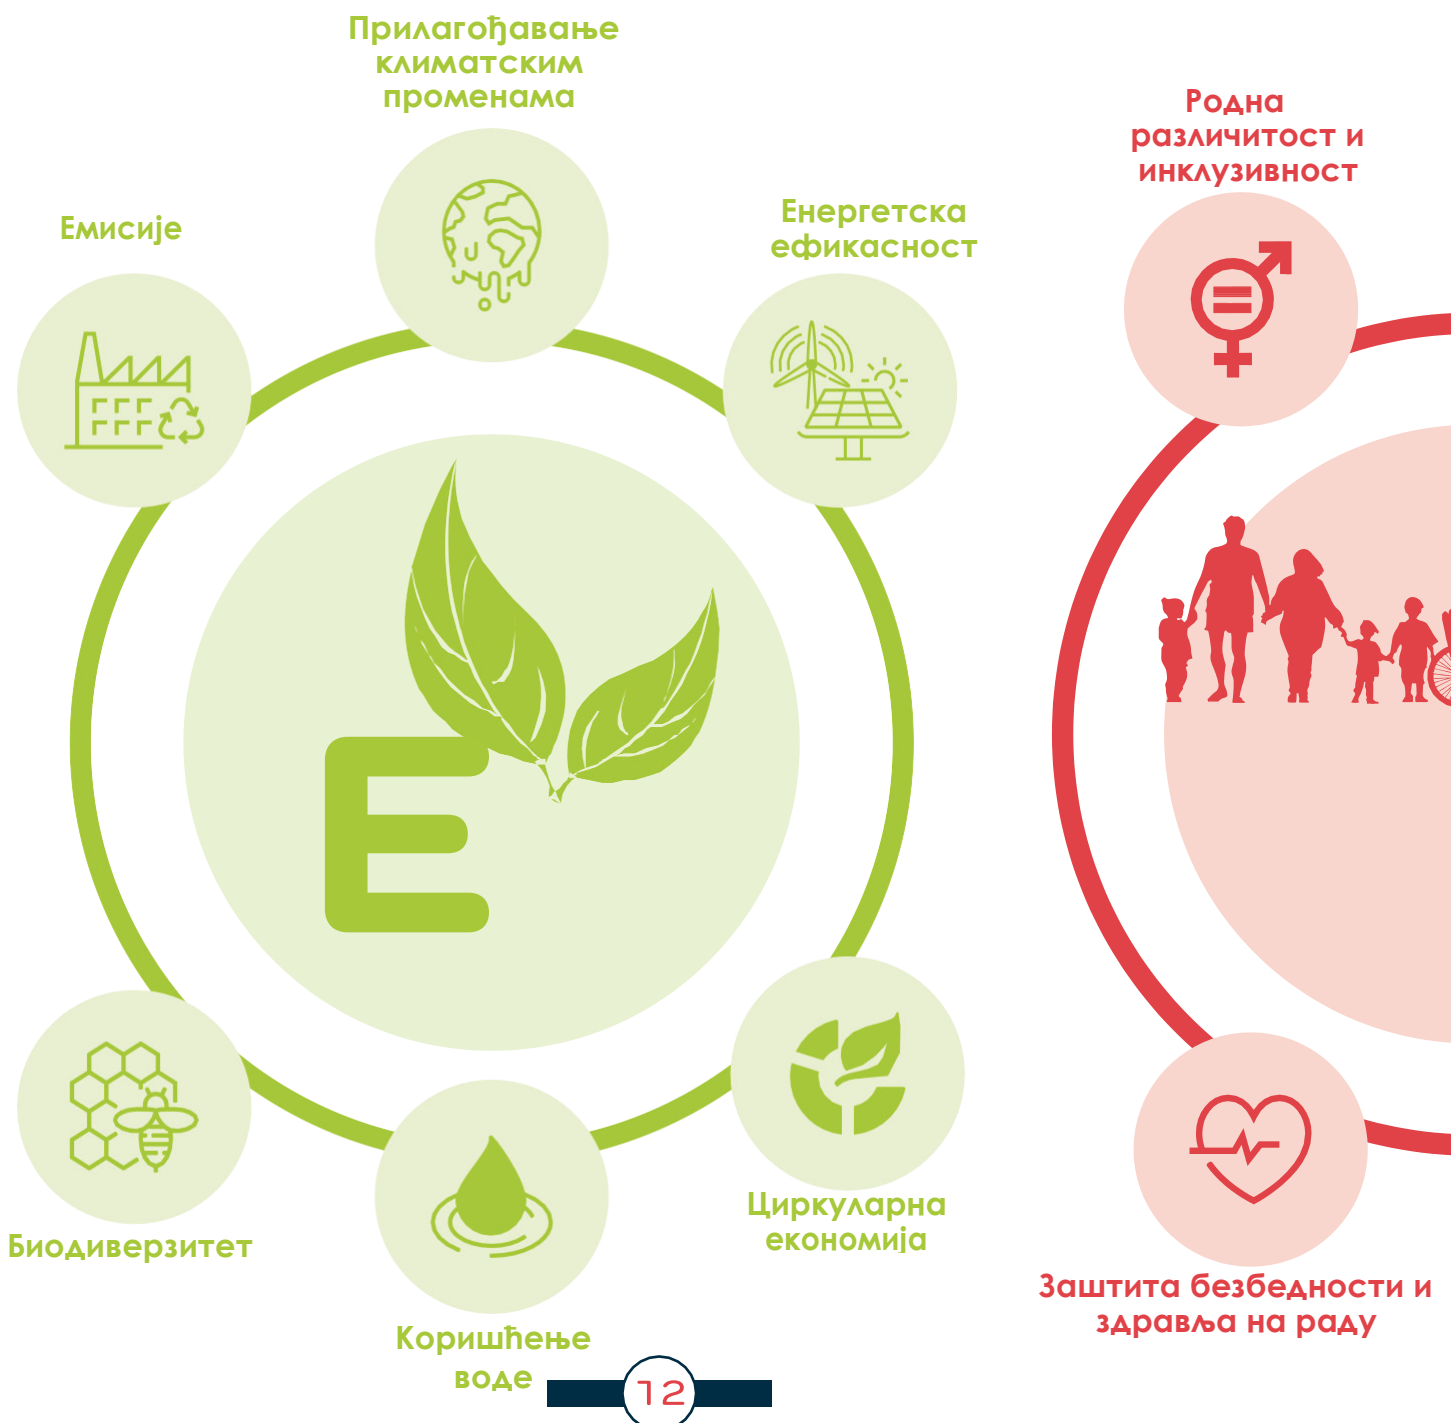 Прилагођавање
климатским
променама
Емисије
Енергетска
ефикасност
E
Биодиверзитет
Циркуларна
економија
Коришћење
воде
Родна
различитост и
инклузивност
Заштита безбедности и
здравља на раду
12